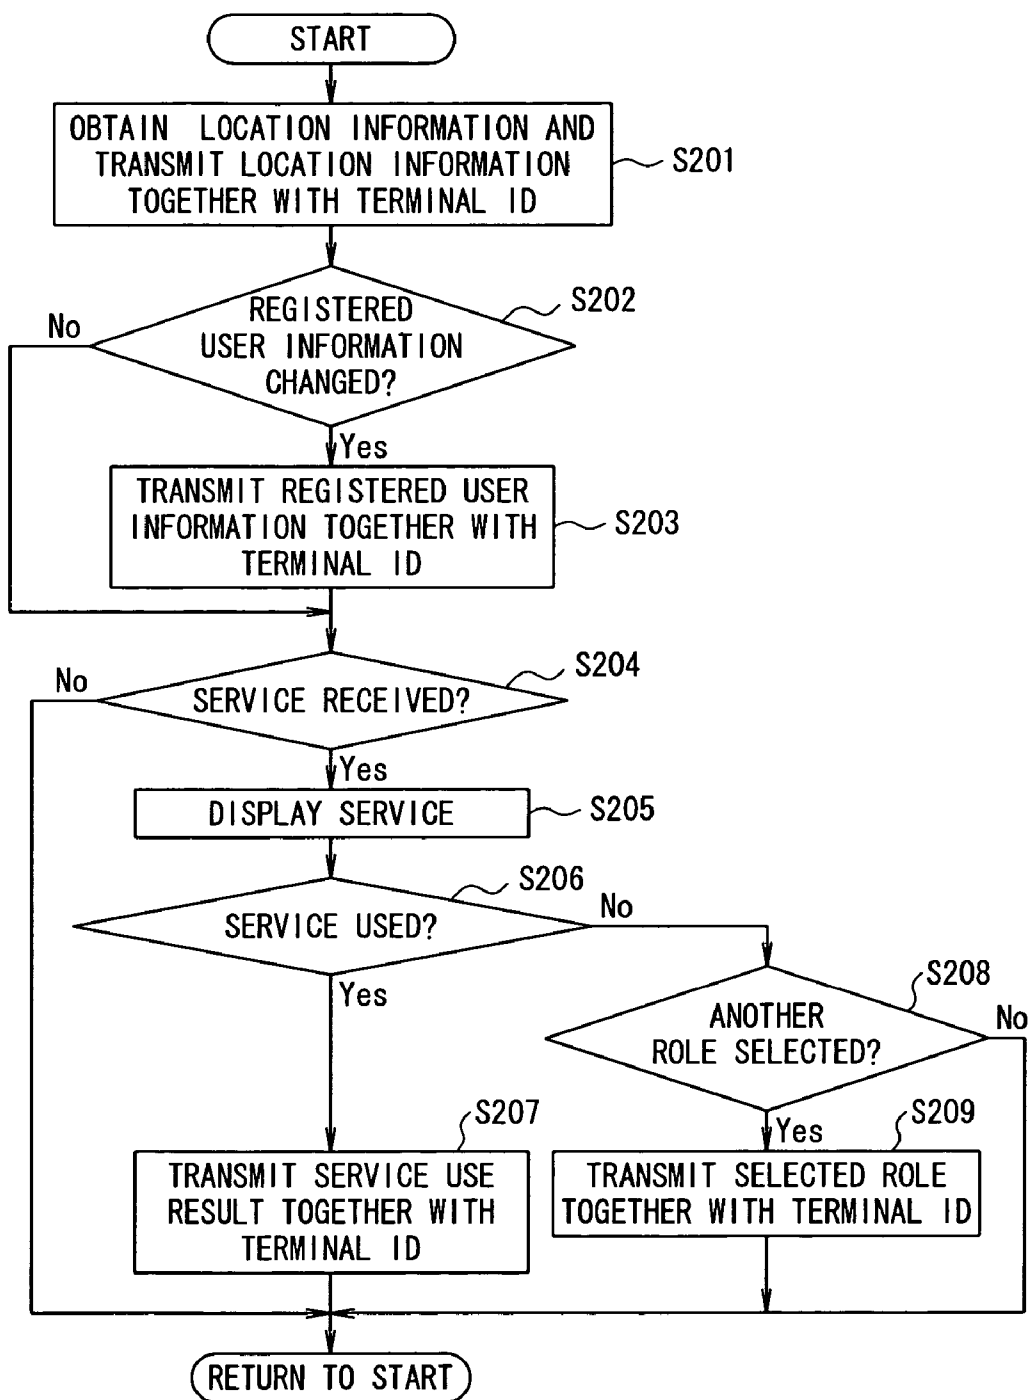 START
OBTAIN LOCATION INFORMATION AND
TRANSMIT LOCATION INFORMATION
TOGETHER WITH TERMINAL ID
S201
REGISTERED
USER INFORMATION
CHANGED?
S202
No
Yes
TRANSMIT REGISTERED USER
INFORMATION TOGETHER WITH
TERMINAL ID
S203
SERVICE RECEIVED?
S204
No
Yes
DISPLAY SERVICE
S205
SERVICE USED?
S206
No
Yes
ANOTHER
ROLE SELECTED?
S208
No
Yes
TRANSMIT SERVICE USE
RESULT TOGETHER WITH
TERMINAL ID
S207
TRANSMIT SELECTED ROLE
TOGETHER WITH TERMINAL ID
S209
RETURN TO START